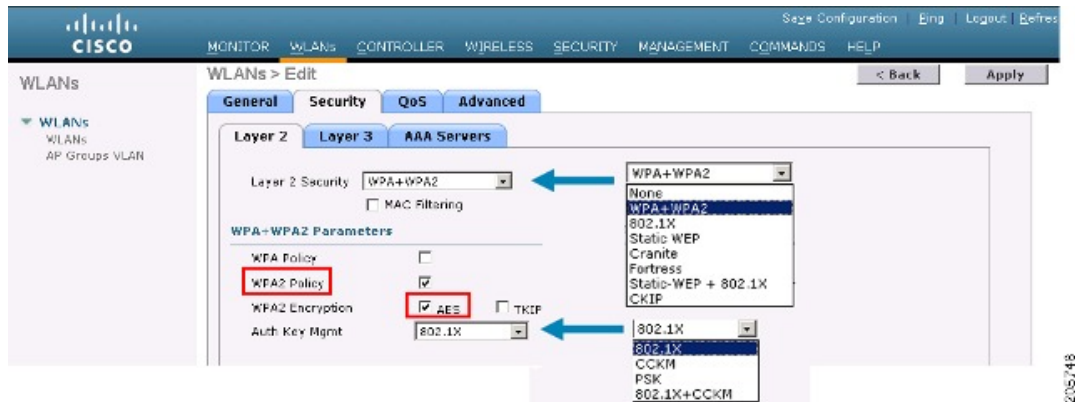 Save Configuration | Ping | Logout | Refres
CISCO
MONITOR WLANs CONTROLLER WIRELESS SECURITY MANAGEMENT COMMANDS HELP
WLANs
WLANs > Edit
< Back
Apply
General Security QoS Advanced
WLANs
WLANs
AP Groups VLAN
Layer 2 Layer 3 AAA Servers
Layer 2 Security WPA+WPA2
MAC Filtering
WPA+WPA2
None
WPA+WPA2
802.1X
Static WEP
Cranite
Fortress
Static-WEP + 802.1X
CKIP
WPA+WPA2 Parameters
WPA Policy
WPA2 Policy
WPA2 Encryption AES TKIP
Auth Key Mgmt 802.1X
802.1X
802.1X
CCKM
PSK
802.1X+CCKM
205748